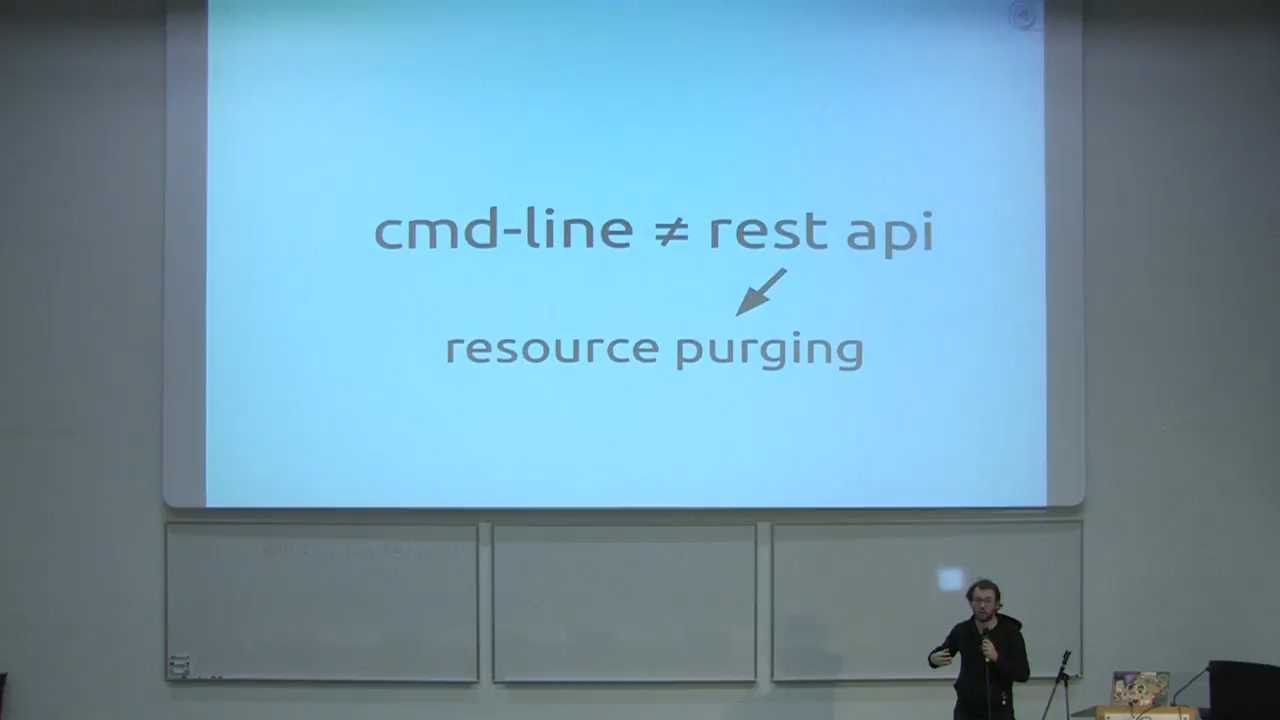 cmd-line ≠ rest api
resource purging